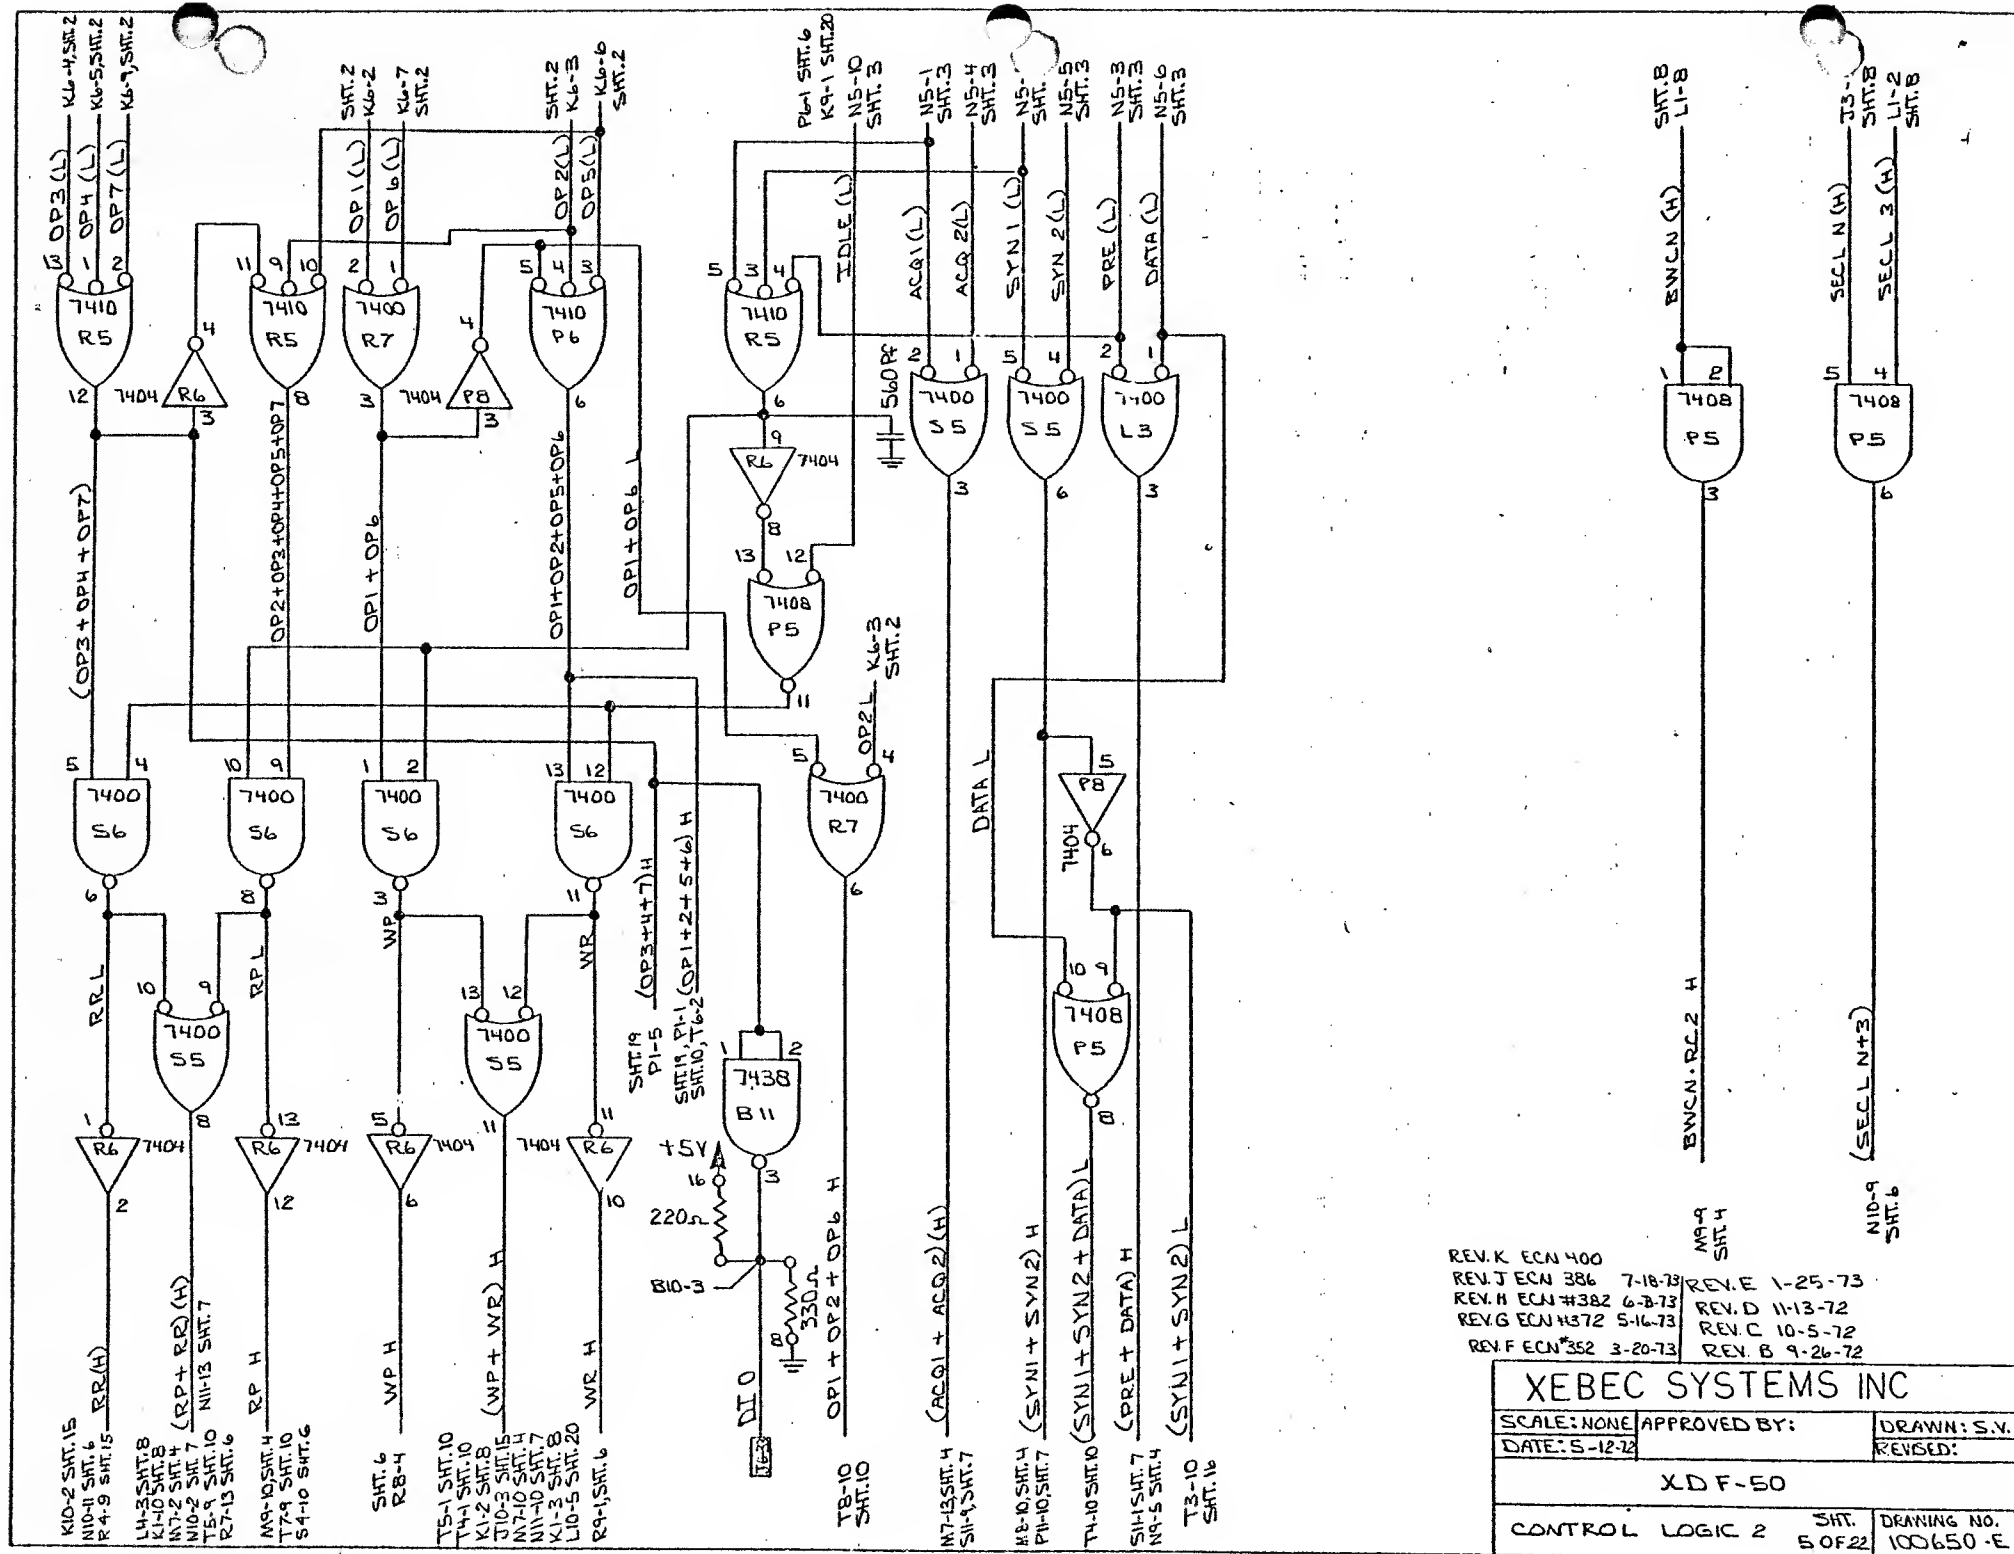 K6-4,SHT.2
K6-5,SHT.2
K6-9,SHT.2
SHT.2
K6-2
K6-7
SHT.2
SHT.2
K6-3
K6-6
SHT.2
P6-1 SHT.6
K9-1 SHT.20
N5-10
SHT.3
N5-1
SHT.3
N5-4
SHT.3
N5-
SHT.
N5-5
SHT.3
N5-3
SHT.3
N5-6
SHT.3
SHT.8
L1-8
J3-
SHT.8
L1-2
SHT.8
OP3(L)
OP4(L)
OP7(L)
OP1(L)
OP6(L)
OP2(L)
OP5(L)
IDLE(L)
ACQ1(L)
ACQ2(L)
SYN1(L)
SYN2(L)
PRE(L)
DATA(L)
BWCN(H)
SECL N(H)
SECL 3(H)
13 1 2
7410
R5
12
4
R6
7404
3
11 9 10
7410
R5
8
2 1
7400
R7
3
4
7404
P8
3
5 4 3
7410
P6
6
5 3 4
7410
R5
6
560PF
9
R6 7404
8
13 12
7408
P5
11
2 1
7400
S5
3
5 4
7400
S5
6
2 1
7400
L3
3
1 2
7408
P5
3
5 4
7408
P5
6
(OP3+OP4+OP7)
OP2+OP3+OP4+OP5+OP7
OP1+OP6
OP1+OP2+OP5+OP6
OP1+OP6 L
K6-3
SHT.2
OP2L
5 4
7400
S6
6
10 9
7400
S6
8
1 2
7400
S6
3
13 12
7400
S6
11
5 4
7400
R7
6
DATA L
5
P8
7404
6
RRL
RPL
WP
WR
10 9
7400
S5
8
13 12
7400
S5
11
(OP3+4+7)H
SHT.19
P1-5
(OP1+2+5+6)H
SHT.19,P1-1
SHT.10,T6-2
1 2
7438
B11
3
10 9
7408
P5
8
1
R6 7404
2
13
R6 7404
12
5
R6 7404
6
11
7404 R6
10
+5V
16
220Ω
B10-3
330Ω
8
RR(H)
(RP+RR)(H)
RP H
WP H
(WP+WR) H
WR H
DI 0
J6-33
OP1+OP2+OP6 H
(ACQ1+ACQ2)(H)
(SYN1+SYN2) H
(SYN1+SYN2+DATA)L
(PRE+DATA) H
(SYN1+SYN2)L
BWCN·RC2 H
(SECL N+3)
K10-2 SHT.15
N10-11 SHT.6
R4-9 SHT.15
L4-3 SHT.8
K1-10 SHT.8
M7-2 SHT.4
N10-2 SHT.7
T5-9 SHT.10
R7-13 SHT.6
N11-13 SHT.7
M9-10,SHT.4
T7-9 SHT.10
S4-10 SHT.6
SHT.6
R8-4
T5-1 SHT.10
T4-1 SHT.10
K1-2 SHT.8
J10-3 SHT.15
M7-10 SHT.4
N11-10 SHT.7
K1-3 SHT.8
L10-5 SHT.20
R9-1,SHT.6
T8-10
SHT.10
M7-13,SHT.4
S11-9,SHT.7
M8-10,SHT.4
P11-10,SHT.7
T4-10 SHT.10
S11-1 SHT.7
N9-5 SHT.4
T3-10
SHT.16
M9-9
SHT.4
N10-9
SHT.6
REV.K ECN 400
REV.J ECN 386 7-18-73
REV.H ECN #382 6-8-73
REV.G ECN #372 5-16-73
REV.F ECN #352 3-20-73
REV.E 1-25-73
REV.D 11-13-72
REV.C 10-5-72
REV.B 9-26-72
XEBEC SYSTEMS INC
SCALE: NONE APPROVED BY: DRAWN: S.V.
DATE: 5-12-72 REVISED:
XDF-50
CONTROL LOGIC 2 SHT. 5 OF 22 DRAWING NO. 100650-E